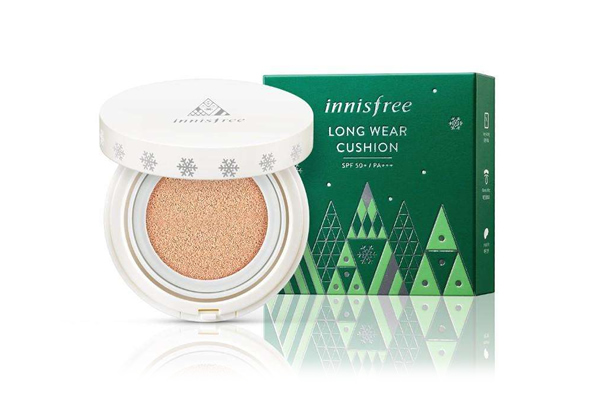 innisfree
innisfree
LONG WEAR
CUSHION
SPF 50+ / PA+++